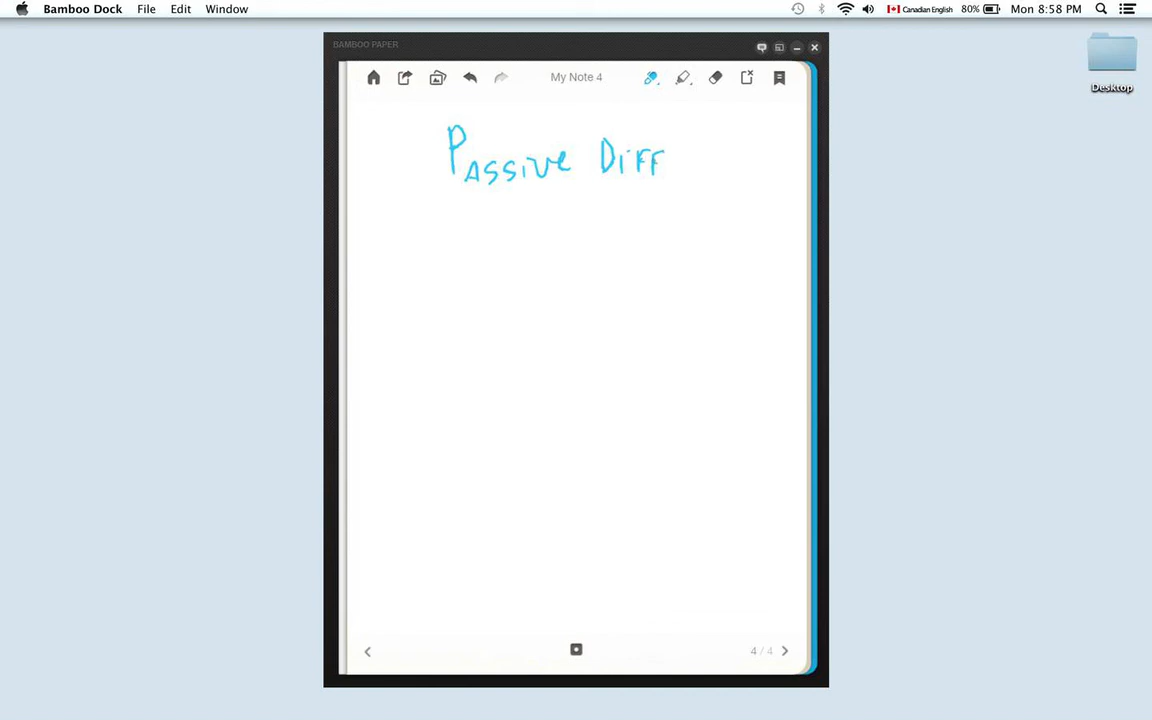 Bamboo Dock File Edit Window Canadian English 80% Mon 8:58 PM
BAMBOO PAPER
Desktop
My Note 4
Passive Diff
4 / 4